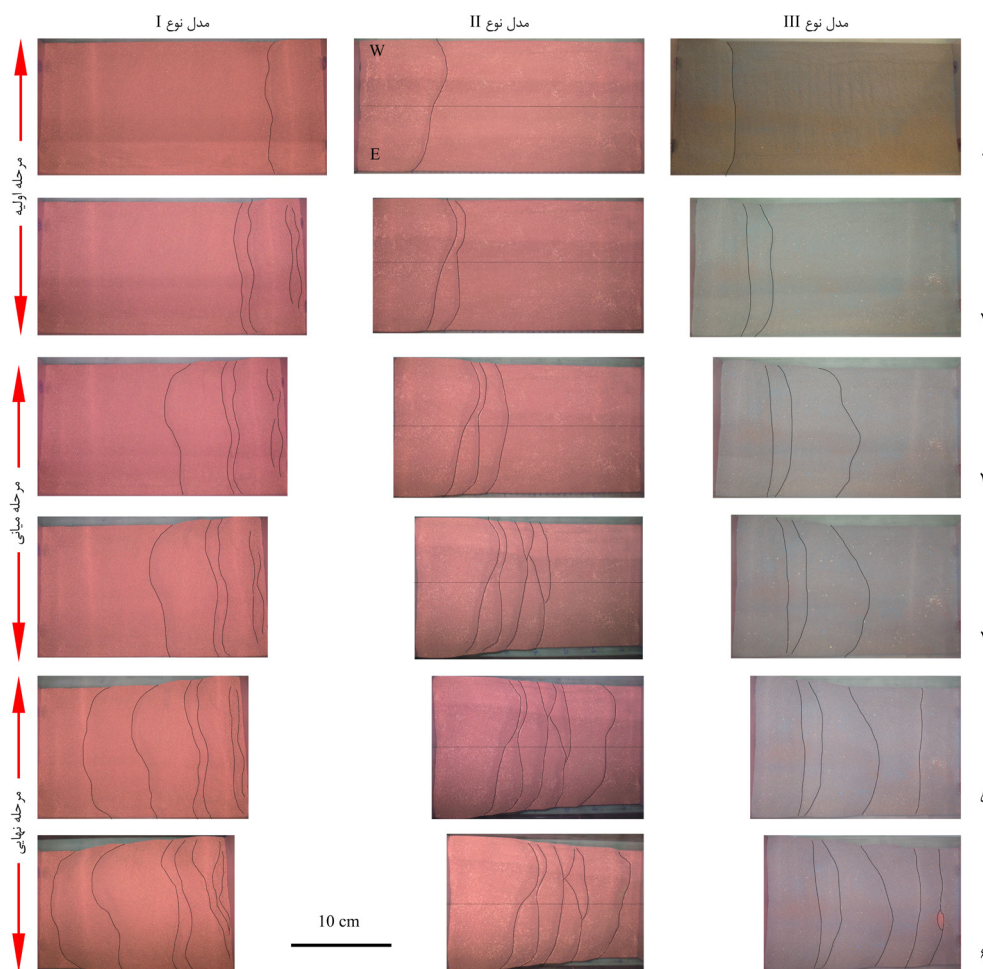 مدل نوع I
مدل نوع II
مدل نوع III
W
E
مرحله اولیه
مرحله میانی
مرحله نهایی
10 cm